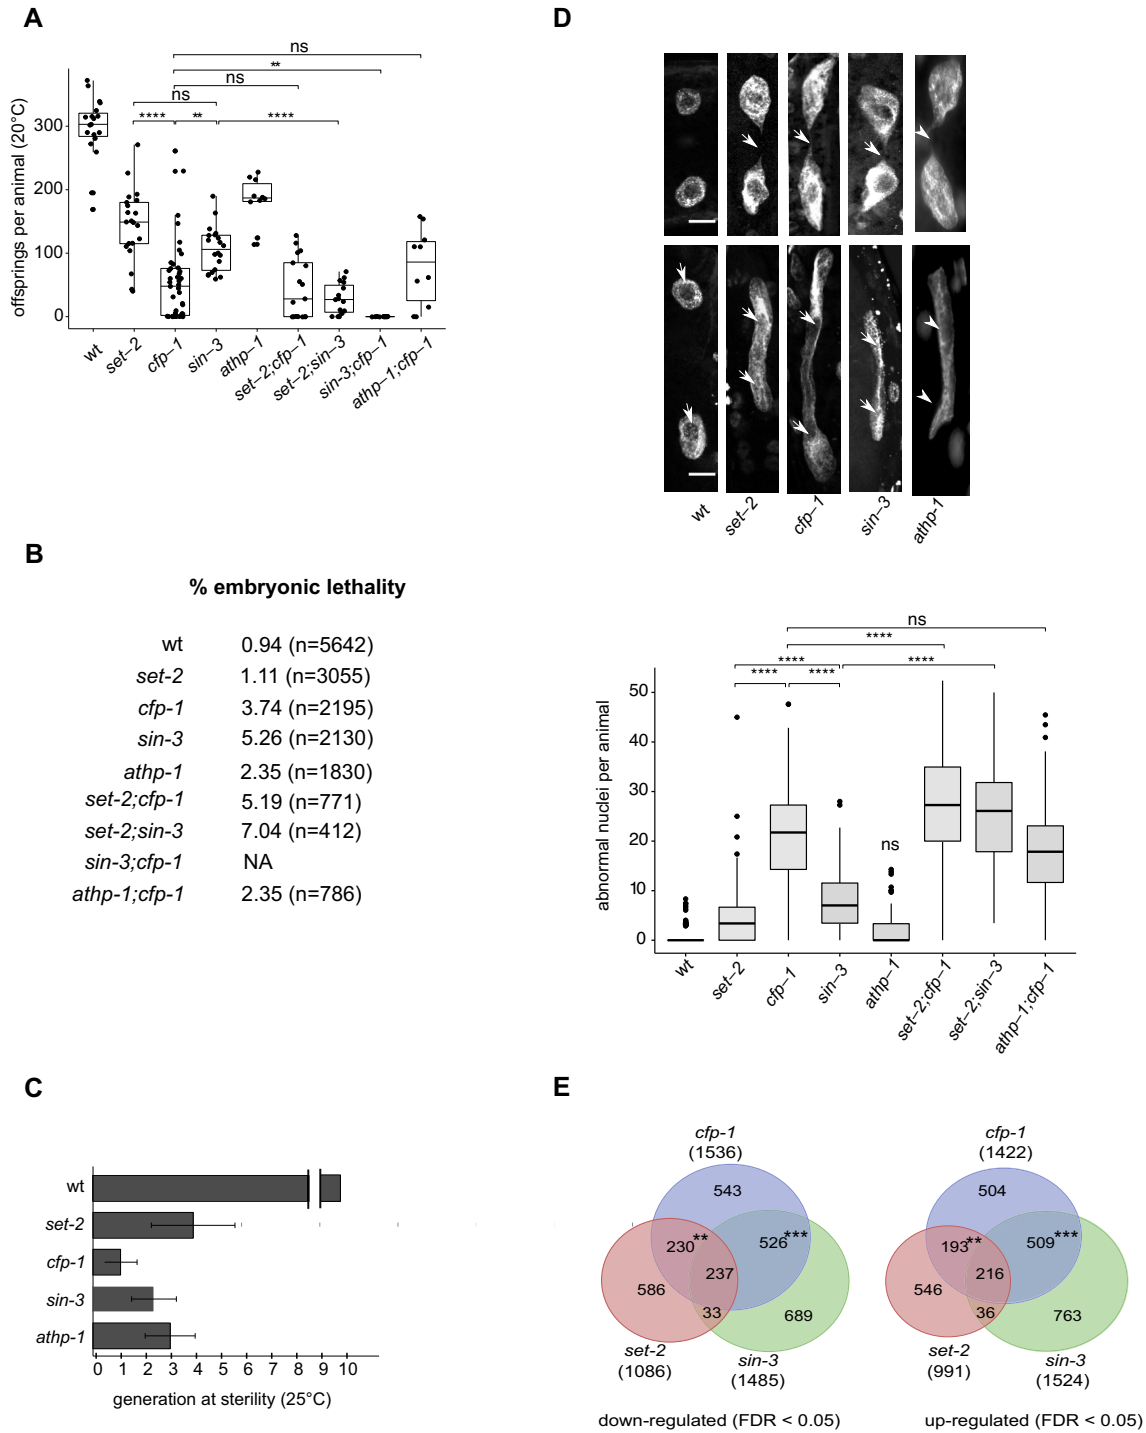 A
ns
**
ns
ns
**** ** ****
offsprings per animal (20°C)
300
200
100
0
wt
set–2
cfp–1
sin–3
athp–1
set–2;cfp–1
set–2;sin–3
sin–3;cfp–1
athp–1;cfp–1
B
% embryonic lethality
wt 0.94 (n=5642)
set-2 1.11 (n=3055)
cfp-1 3.74 (n=2195)
sin-3 5.26 (n=2130)
athp-1 2.35 (n=1830)
set-2;cfp-1 5.19 (n=771)
set-2;sin-3 7.04 (n=412)
sin-3;cfp-1 NA
athp-1;cfp-1 2.35 (n=786)
C
wt
set-2
cfp-1
sin-3
athp-1
0 1 2 3 4 5 6 7 8 9 10
generation at sterility (25°C)
D
wt
set–2
cfp–1
sin–3
athp-1
ns
****
**** ****
**** ****
abnormal nuclei per animal
50
40
30
20
10
0
ns
wt
set–2
cfp–1
sin–3
athp–1
set–2;cfp–1
set–2;sin–3
athp–1;cfp–1
E
cfp-1
(1536)
543
230**
526***
237
586
33
689
set-2
(1086)
sin-3
(1485)
down-regulated (FDR < 0.05)
cfp-1
(1422)
504
193**
509***
216
546
36
763
set-2
(991)
sin-3
(1524)
up-regulated (FDR < 0.05)